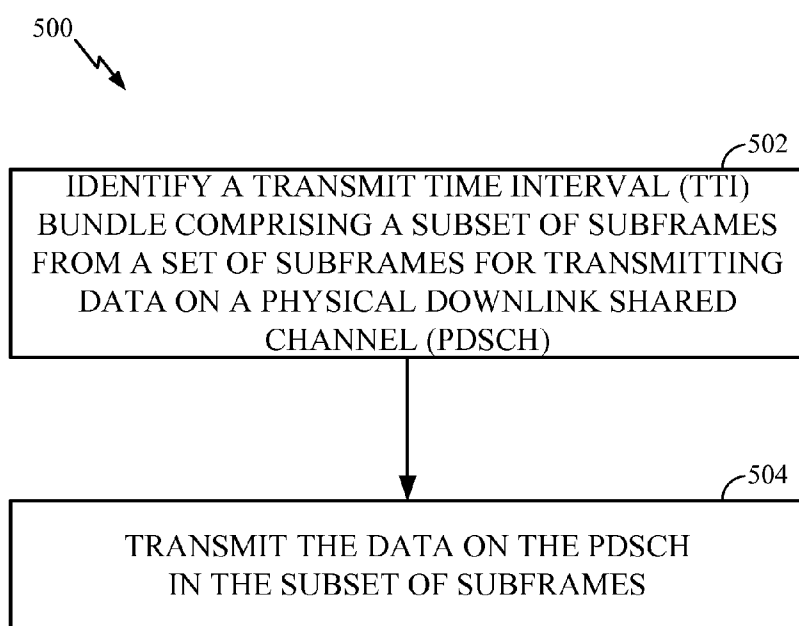 500
502
IDENTIFY A TRANSMIT TIME INTERVAL (TTI)
BUNDLE COMPRISING A SUBSET OF SUBFRAMES
FROM A SET OF SUBFRAMES FOR TRANSMITTING
DATA ON A PHYSICAL DOWNLINK SHARED
CHANNEL (PDSCH)
504
TRANSMIT THE DATA ON THE PDSCH
IN THE SUBSET OF SUBFRAMES